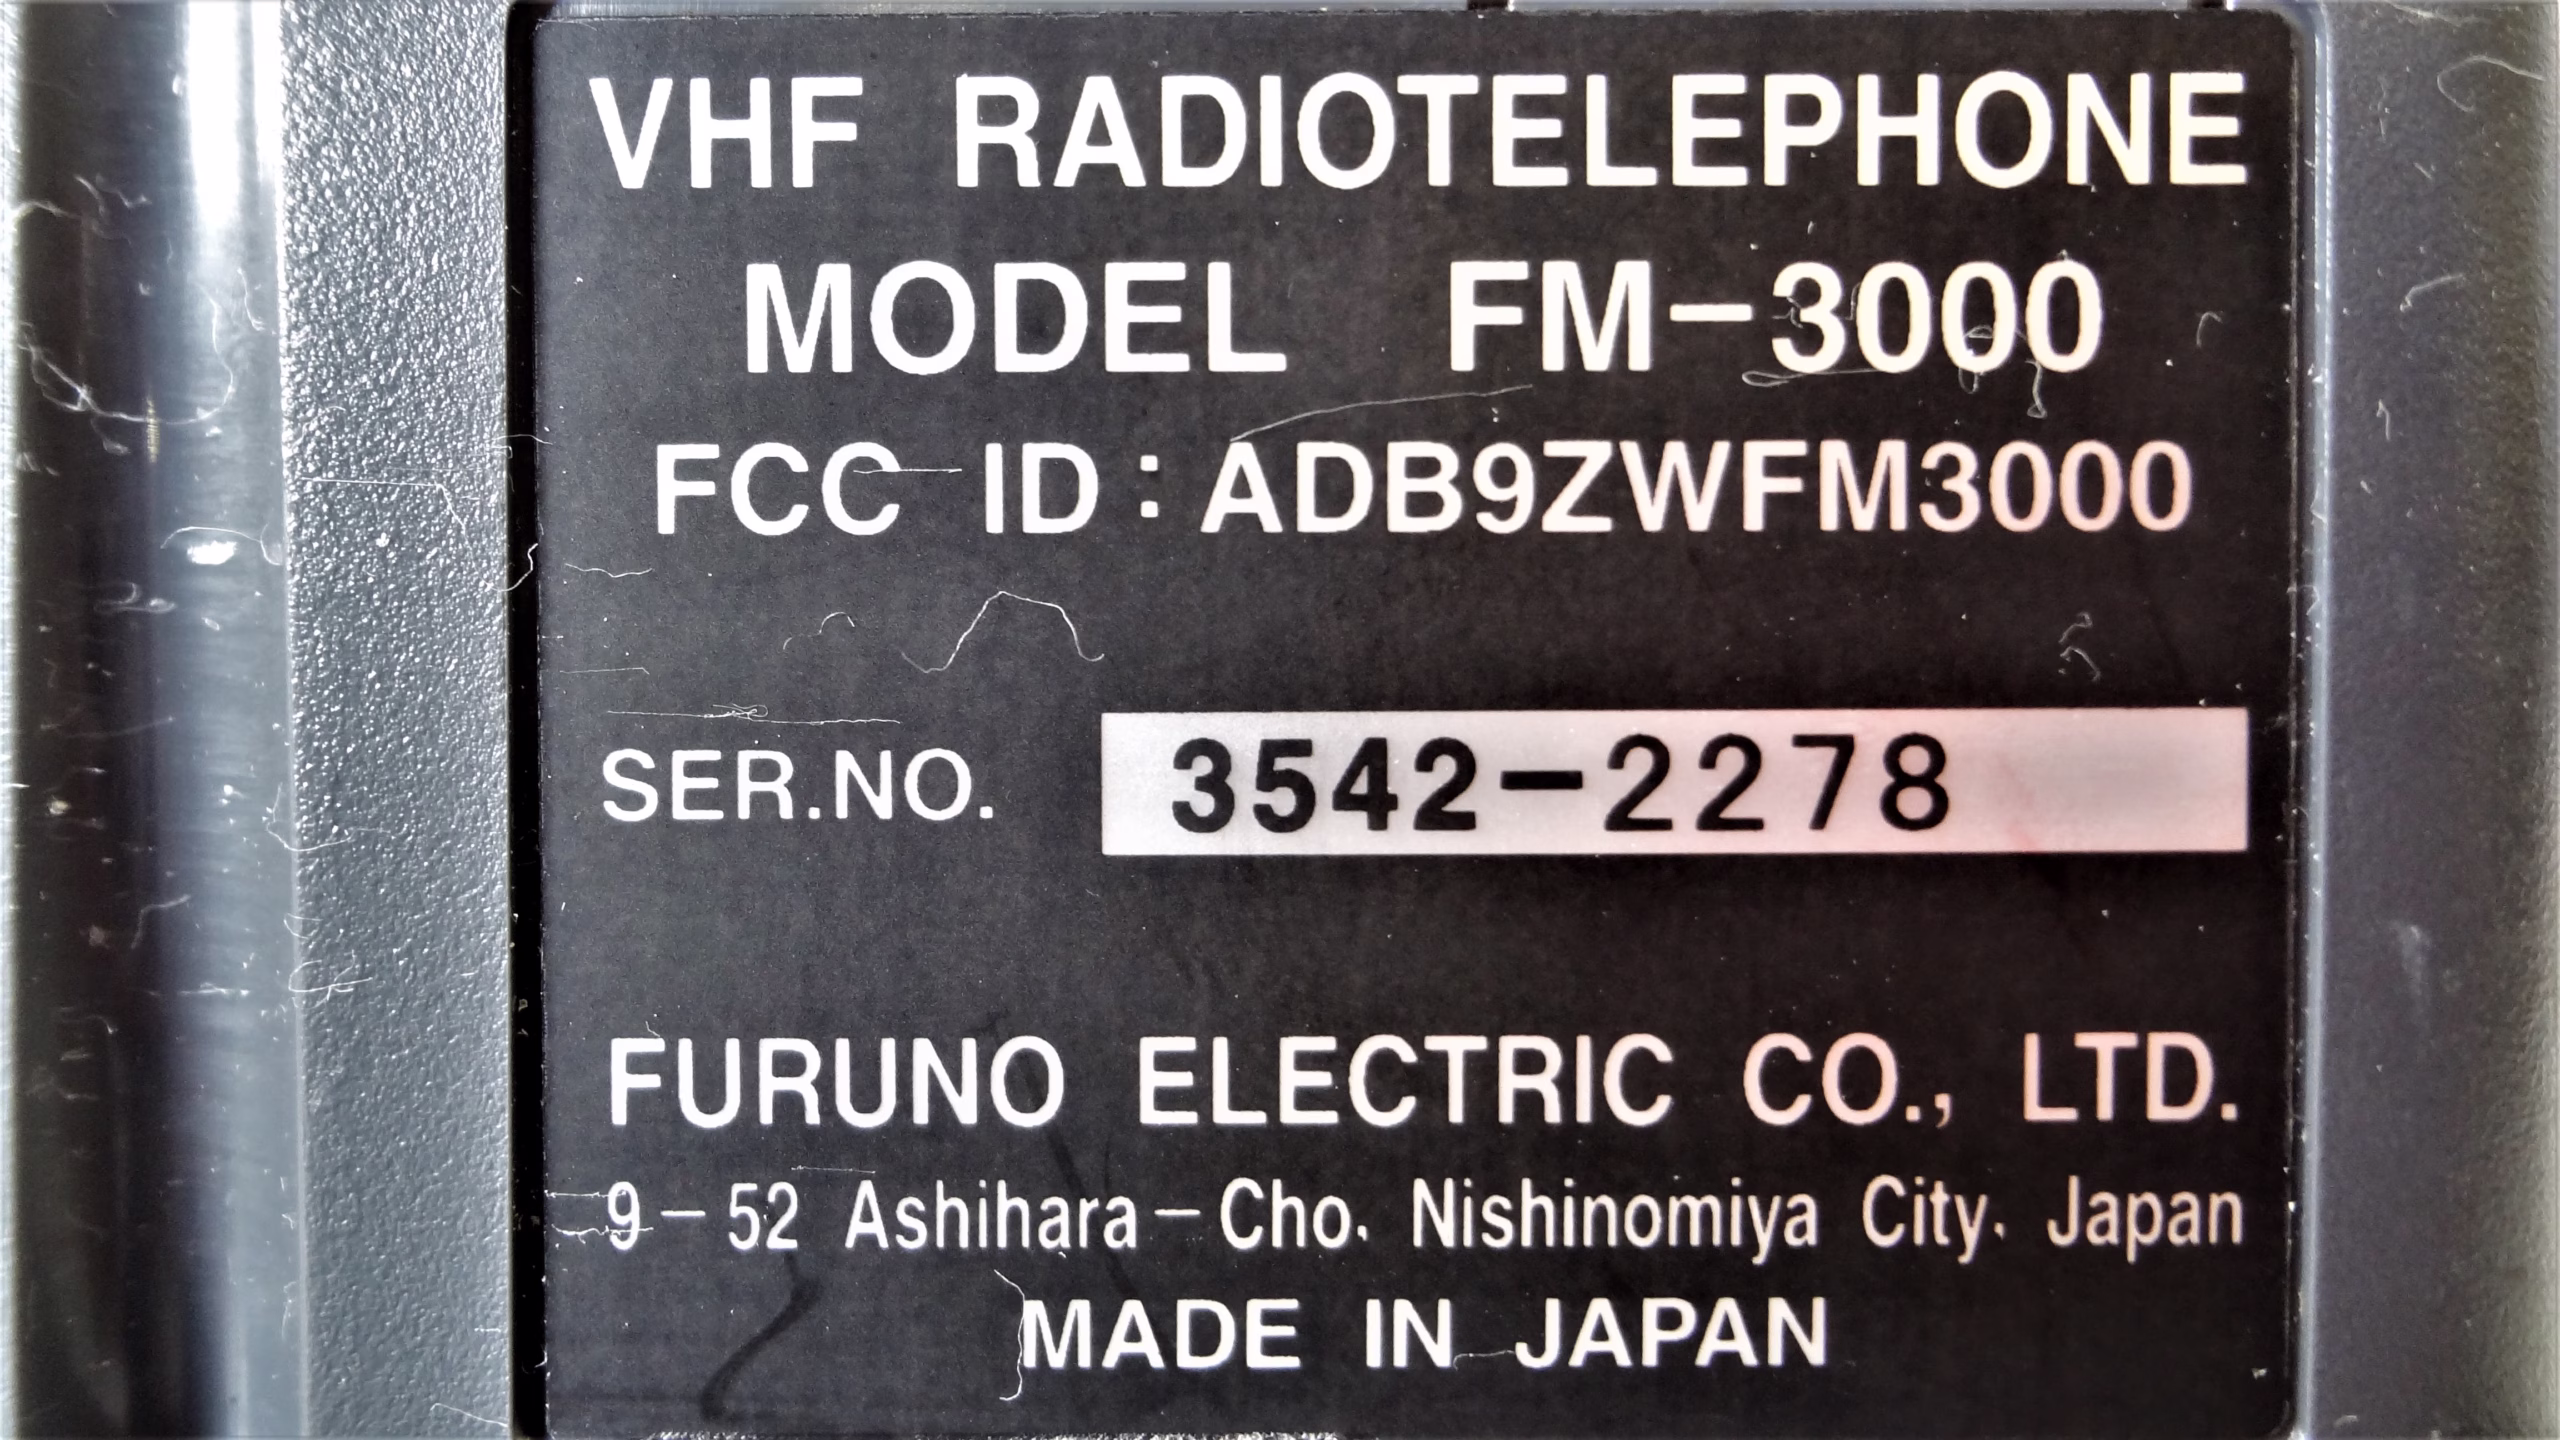 VHF RADIOTELEPHONE
MODEL FM-3000
FCC ID : ADB9ZWFM3000
SER.NO. 3542-2278
FURUNO ELECTRIC CO., LTD.
9-52 Ashihara-Cho. Nishinomiya City. Japan
MADE IN JAPAN